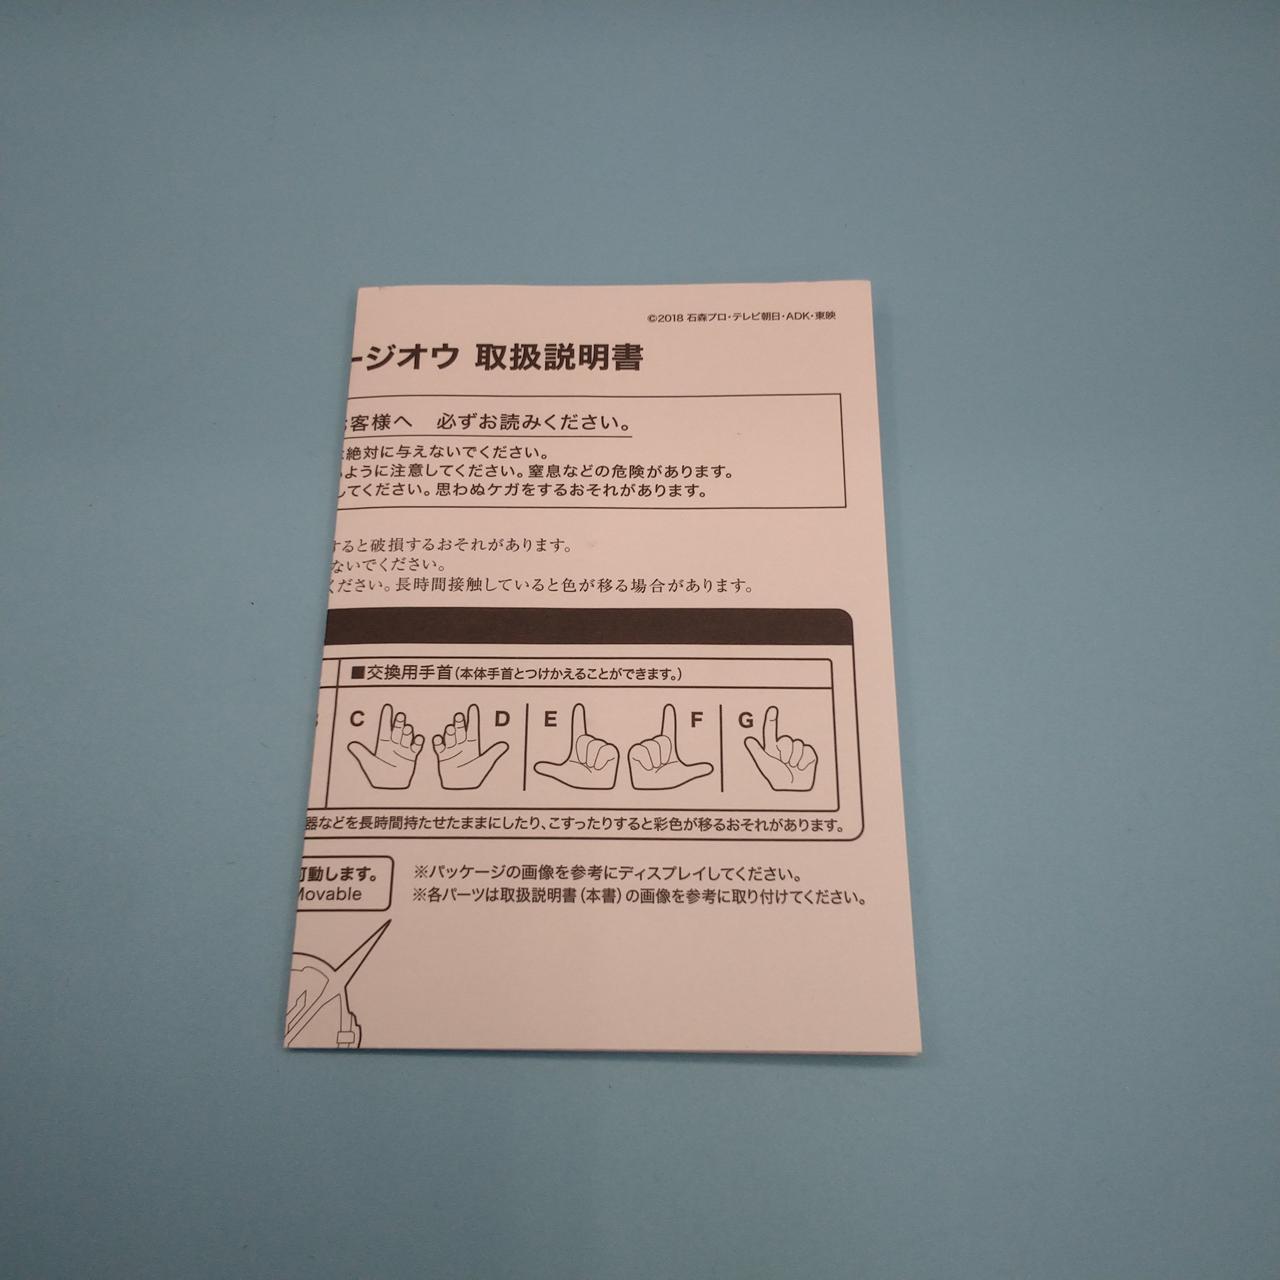 ©2018 石森プロ・テレビ朝日・ADK・東映
ージオウ 取扱説明書
客様へ 必ずお読みください。
絶対に与えないでください。
ように注意してください。窒息などの危険があります。
してください。思わぬケガをするおそれがあります。
すると破損するおそれがあります。
ないでください。
ください。長時間接触していると色が移る場合があります。
■交換用手首(本体手首とつけかえることができます。)
C D E F G
器などを長時間持たせたままにしたり、こすったりすると彩色が移るおそれがあります。
可動します。
Movable
※パッケージの画像を参考にディスプレイしてください。
※各パーツは取扱説明書(本書)の画像を参考に取り付けてください。